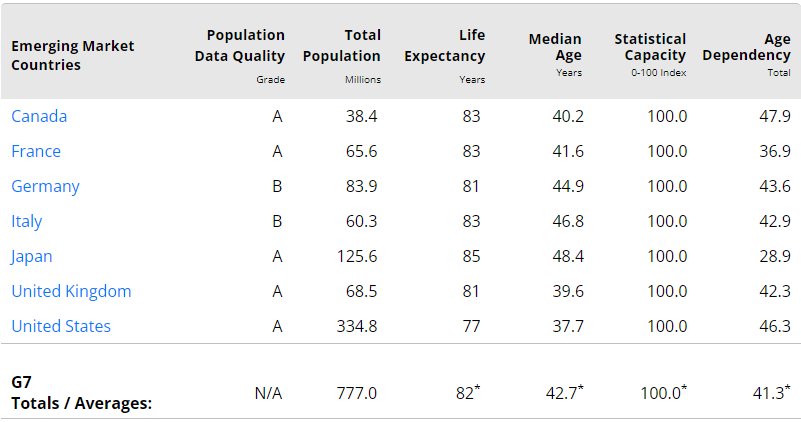 Emerging Market Countries | Population Data Quality Grade | Total Population Millions | Life Expectancy Years | Median Age Years | Statistical Capacity 0-100 Index | Age Dependency Total
Canada A 38.4 83 40.2 100.0 47.9
France A 65.6 83 41.6 100.0 36.9
Germany B 83.9 81 44.9 100.0 43.6
Italy B 60.3 83 46.8 100.0 42.9
Japan A 125.6 85 48.4 100.0 28.9
United Kingdom A 68.5 81 39.6 100.0 42.3
United States A 334.8 77 37.7 100.0 46.3
G7
Totals / Averages: N/A 777.0 82* 42.7* 100.0* 41.3*